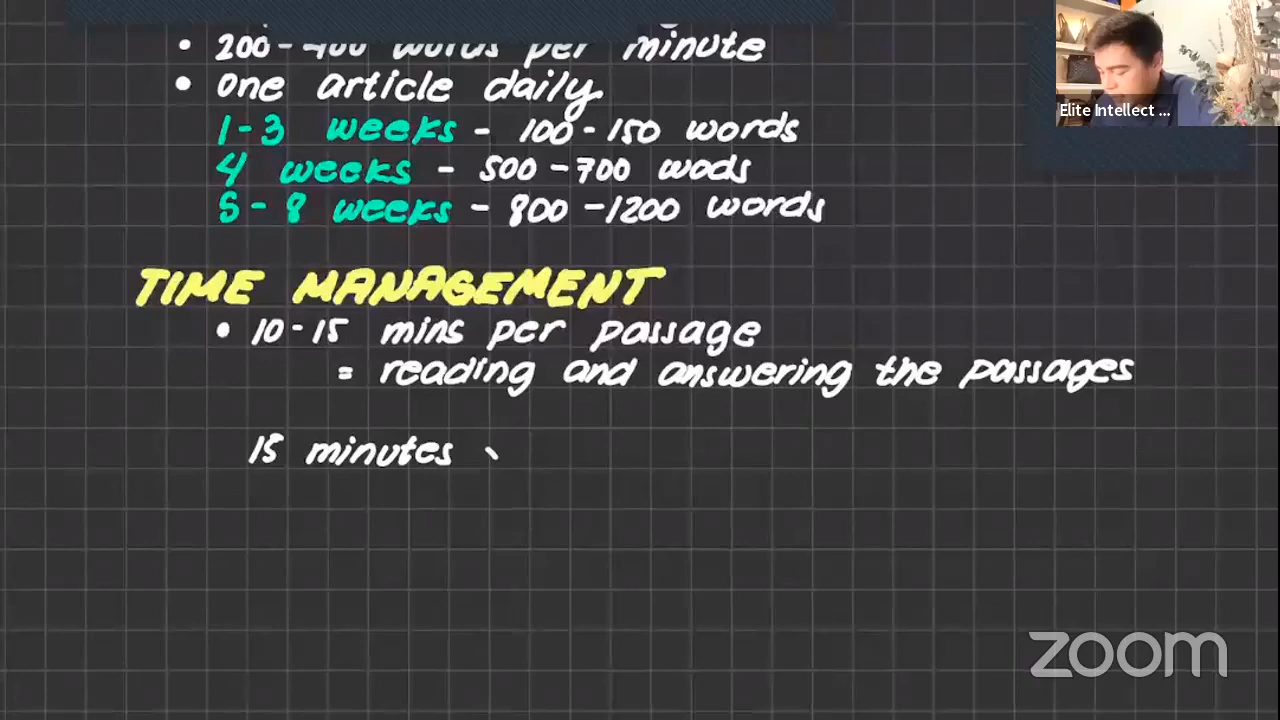 • 200-400 words per minute
Elite Intellect ...
• One article daily
1-3 weeks - 100-150 words
4 weeks - 500-700 wods
5-8 weeks - 800-1200 words
TIME MANAGEMENT
• 10-15 mins per passage
= reading and answering the passages
15 minutes
zoom